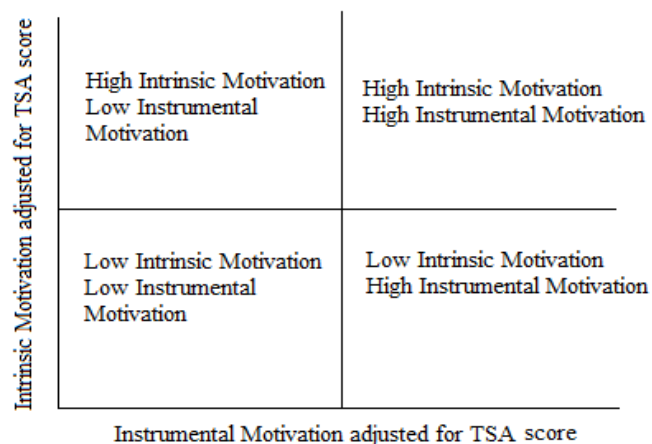 Intrinsic Motivation adjusted for TSA score
High Intrinsic Motivation
Low Instrumental
Motivation
High Intrinsic Motivation
High Instrumental Motivation
Low Intrinsic Motivation
Low Instrumental
Motivation
Low Intrinsic Motivation
High Instrumental Motivation
Instrumental Motivation adjusted for TSA score